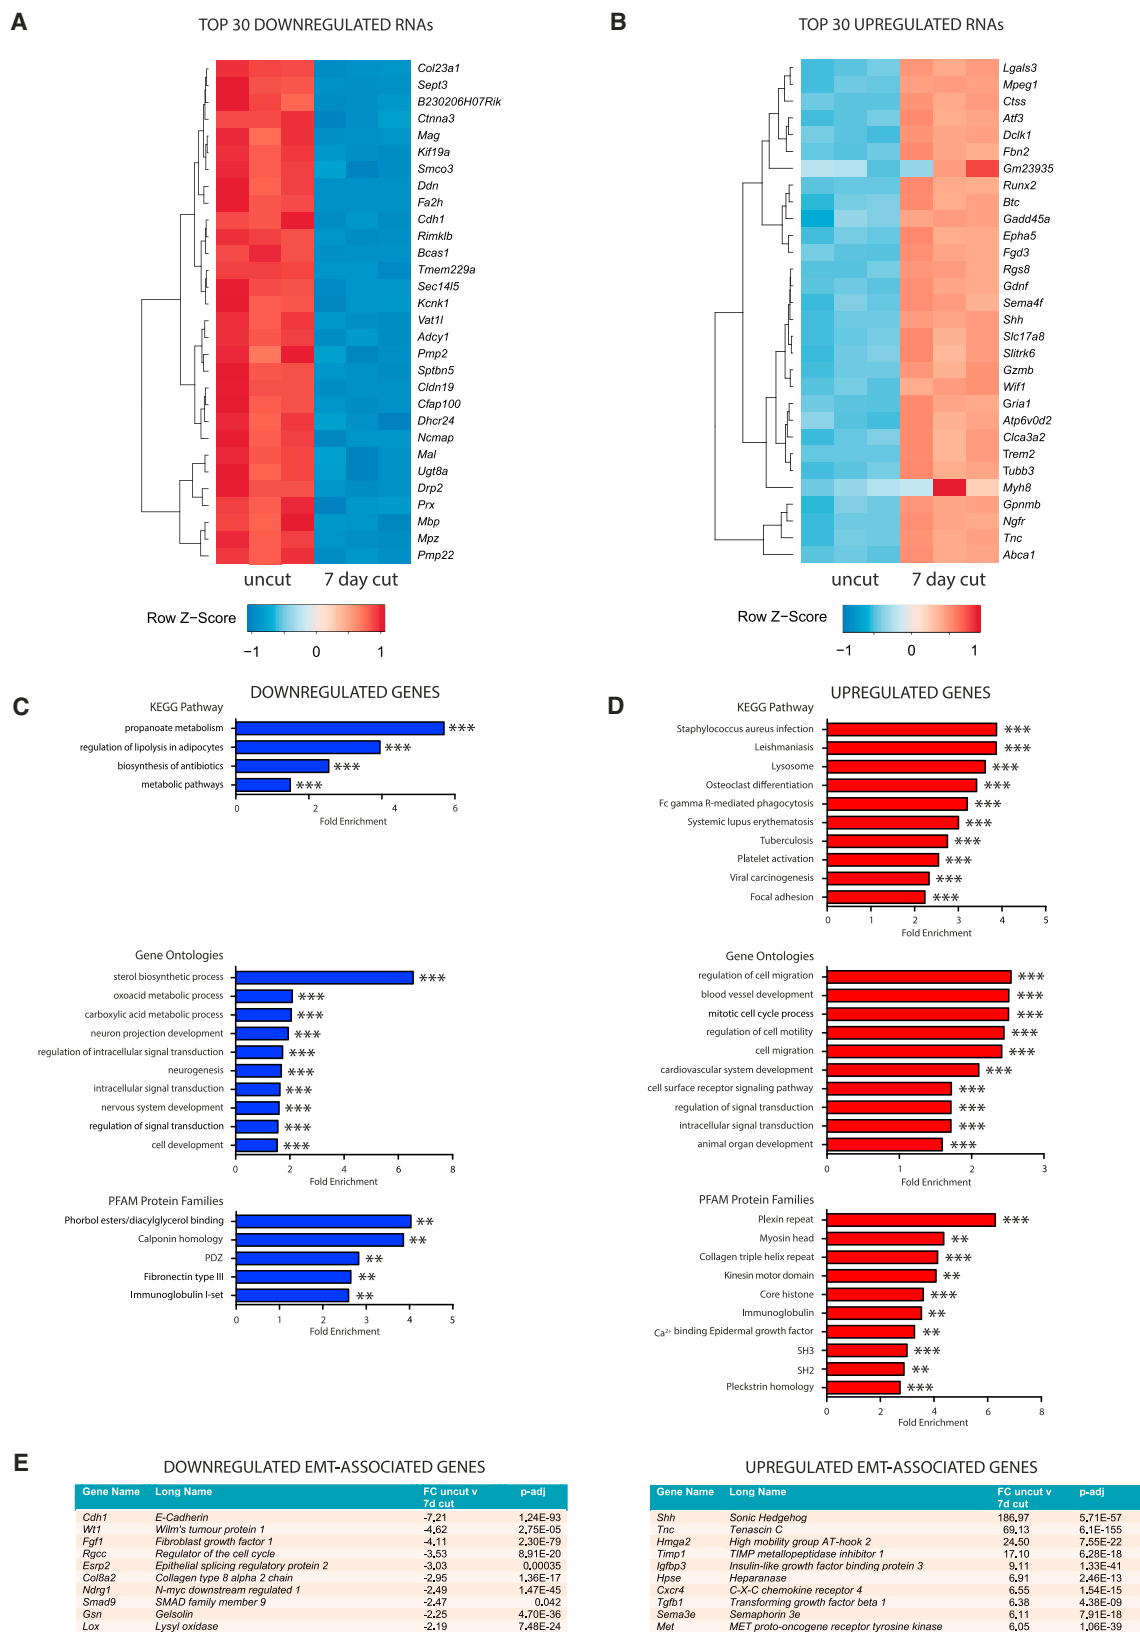 A
TOP 30 DOWNREGULATED RNAs
Col23a1
Sept3
B230206H07Rik
Ctnna3
Mag
Kif19a
Smco3
Ddn
Fa2h
Cdh1
Rimklb
Bcas1
Tmem229a
Sec14l5
Kcnk1
Vat1l
Adcy1
Pmp2
Sptbn5
Cldn19
Cfap100
Dhcr24
Ncmap
Mal
Ugt8a
Drp2
Prx
Mbp
Mpz
Pmp22
uncut 7 day cut
Row Z-Score
−1 0 1
B
TOP 30 UPREGULATED RNAs
Lgals3
Mpeg1
Ctss
Atf3
Dclk1
Fbn2
Gm23935
Runx2
Btc
Gadd45a
Epha5
Fgd3
Rgs8
Gdnf
Sema4f
Shh
Slc17a8
Slitrk6
Gzmb
Wif1
Gria1
Atp6v0d2
Clca3a2
Trem2
Tubb3
Myh8
Gpnmb
Ngfr
Tnc
Abca1
uncut 7 day cut
Row Z-Score
−1 0 1
C
DOWNREGULATED GENES
KEGG Pathway
propanoate metabolism ***
regulation of lipolysis in adipocytes ***
biosynthesis of antibiotics ***
metabolic pathways ***
0 2 4 6
Fold Enrichment
Gene Ontologies
sterol biosynthetic process ***
oxoacid metabolic process ***
carboxylic acid metabolic process ***
neuron projection development ***
regulation of intracellular signal transduction ***
neurogenesis ***
intracellular signal transduction ***
nervous system development ***
regulation of signal transduction ***
cell development ***
0 2 4 6 8
Fold Enrichment
PFAM Protein Families
Phorbol esters/diacylglycerol binding **
Calponin homology **
PDZ **
Fibronectin type III **
Immunoglobulin I-set **
0 1 2 3 4 5
Fold Enrichment
D
UPREGULATED GENES
KEGG Pathway
Staphylococcus aureus infection ***
Leishmaniasis ***
Lysosome ***
Osteoclast differentiation ***
Fc gamma R-mediated phagocytosis ***
Systemic lupus erythematosis ***
Tuberculosis ***
Platelet activation ***
Viral carcinogenesis ***
Focal adhesion ***
0 1 2 3 4 5
Fold Enrichment
Gene Ontologies
regulation of cell migration ***
blood vessel development ***
mitotic cell cycle process ***
regulation of cell motility ***
cell migration ***
cardiovascular system development ***
cell surface receptor signaling pathway ***
regulation of signal transduction ***
intracellular signal transduction ***
animal organ development ***
0 1 2 3
Fold Enrichment
PFAM Protein Families
Plexin repeat ***
Myosin head **
Collagen triple helix repeat ***
Kinesin motor domain **
Core histone ***
Immunoglobulin **
Ca²⁺ binding Epidermal growth factor **
SH3 ***
SH2 **
Pleckstrin homology ***
0 2 4 6 8
Fold Enrichment
E
DOWNREGULATED EMT-ASSOCIATED GENES
Gene Name Long Name FC uncut v 7d cut p-adj
Cdh1 E-Cadherin -7.21 1.24E-93
Wt1 Wilm's tumour protein 1 -4.62 2.75E-05
Fgf1 Fibroblast growth factor 1 -4.11 2.30E-79
Rgcc Regulator of the cell cycle -3.53 8.91E-20
Esrp2 Epithelial splicing regulatory protein 2 -3.03 0.00035
Col8a2 Collagen type 8 alpha 2 chain -2.95 1.36E-17
Ndrg1 N-myc downstream regulated 1 -2.49 1.47E-45
Smad9 SMAD family member 9 -2.47 0.042
Gsn Gelsolin -2.25 4.70E-36
Lox Lysyl oxidase -2.19 7.48E-24
UPREGULATED EMT-ASSOCIATED GENES
Gene Name Long Name FC uncut v 7d cut p-adj
Shh Sonic Hedgehog 186.97 5.71E-57
Tnc Tenascin C 69.13 6.1E-155
Hmga2 High mobility group AT-hook 2 24.50 7.55E-22
Timp1 TIMP metallopeptidase inhibitor 1 17.10 6.28E-18
Igfbp3 Insulin-like growth factor binding protein 3 9.11 1.33E-41
Hpse Heparanase 6.91 2.46E-13
Cxcr4 C-X-C chemokine receptor 4 6.55 1.54E-15
Tgfb1 Transforming growth factor beta 1 6.38 4.38E-09
Sema3e Semaphorin 3e 6.11 7.91E-18
Met MET proto-oncogene receptor tyrosine kinase 6.05 1.06E-39